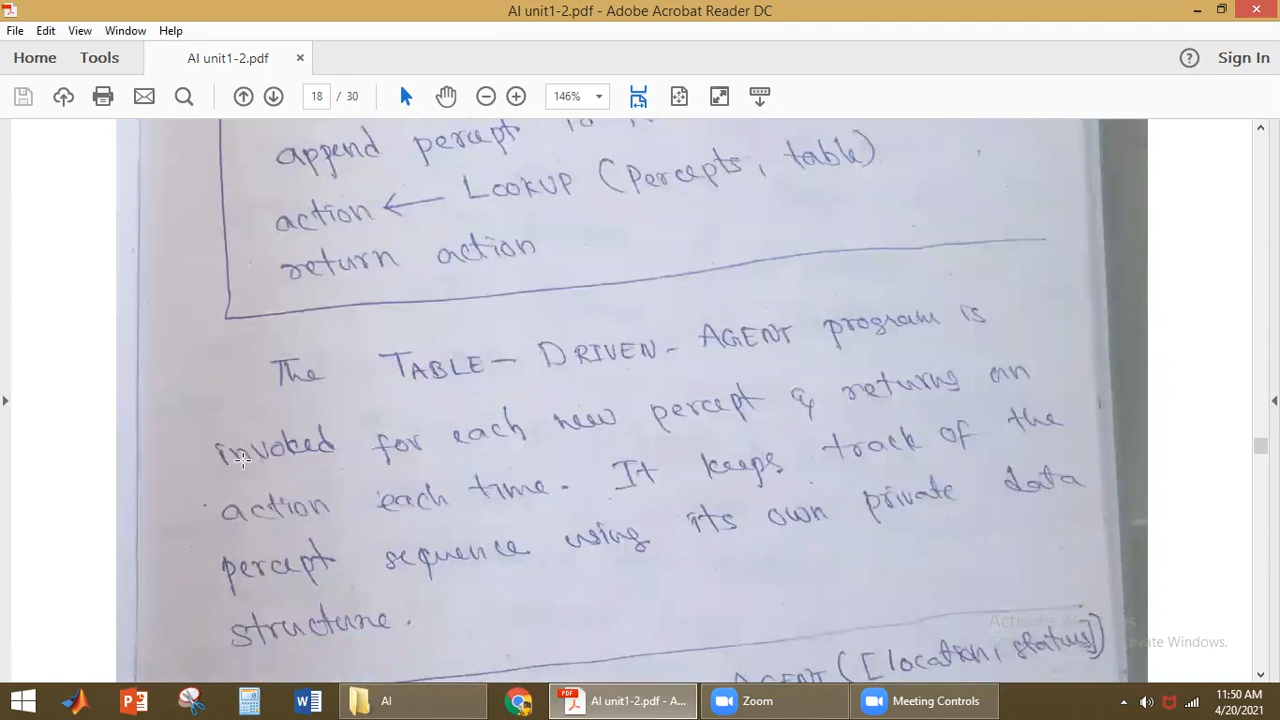 AI unit1-2.pdf - Adobe Acrobat Reader DC
File Edit View Window Help
Home Tools AI unit1-2.pdf × ? Sign In
18 / 30 146%
append percept to
action ← LOOKUP (percepts, table)
return action
The TABLE - DRIVEN - AGENT program is
invoked for each new percept & returns an
action each time. It keeps track of the
percept sequence using its own private data
structure.
AGENT ([location, status])
AI AI unit1-2.pdf - A... Zoom Meeting Controls 11:50 AM
4/20/2021